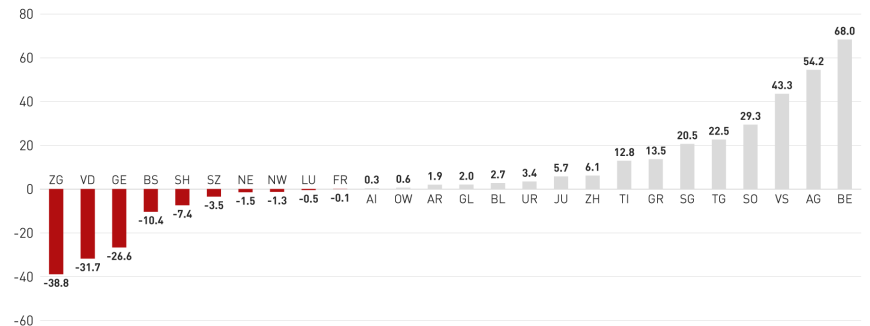 80
60
40
20
0
-20
-40
-60
ZG VD GE BS SH SZ NE NW LU FR
-38.8 -31.7 -26.6 -10.4 -7.4 -3.5 -1.5 -1.3 -0.5 -0.1
0.3 0.6 1.9 2.0 2.7 3.4 5.7 6.1 12.8 13.5 20.5 22.5 29.3 43.3 54.2 68.0
AI OW AR GL BL UR JU ZH TI GR SG TG SO VS AG BE